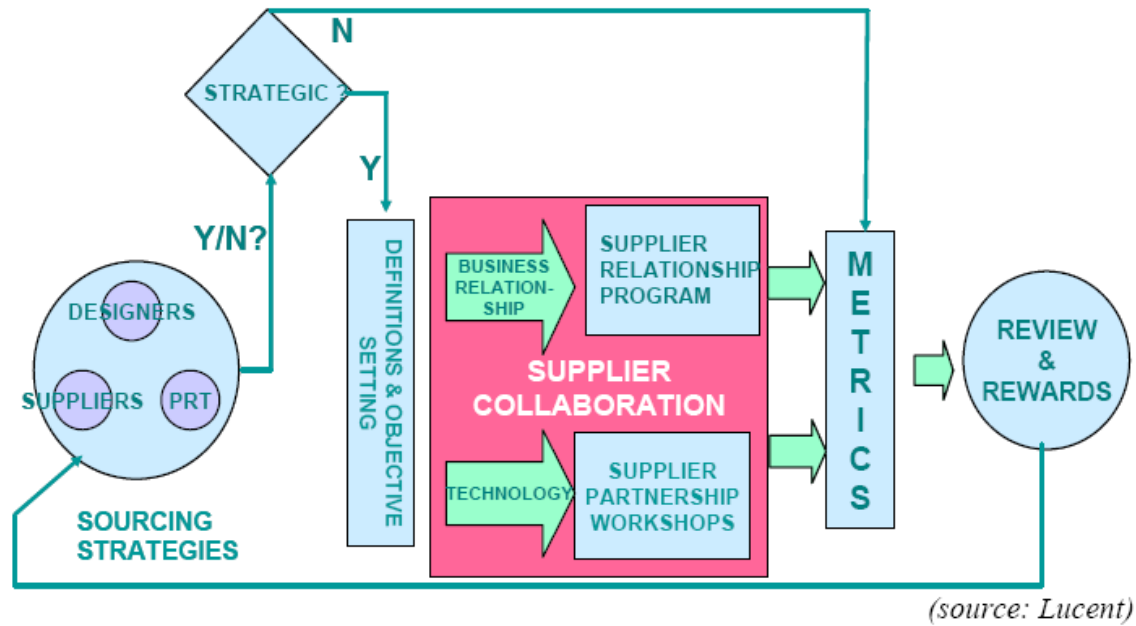 N
STRATEGIC ?
Y
Y/N?
DESIGNERS
SUPPLIERS
PRT
SOURCING
STRATEGIES
DEFINITIONS & OBJECTIVE
SETTING
BUSINESS
RELATION-
SHIP
SUPPLIER
RELATIONSHIP
PROGRAM
SUPPLIER
COLLABORATION
TECHNOLOGY
SUPPLIER
PARTNERSHIP
WORKSHOPS
METRICS
REVIEW
&
REWARDS
(source: Lucent)